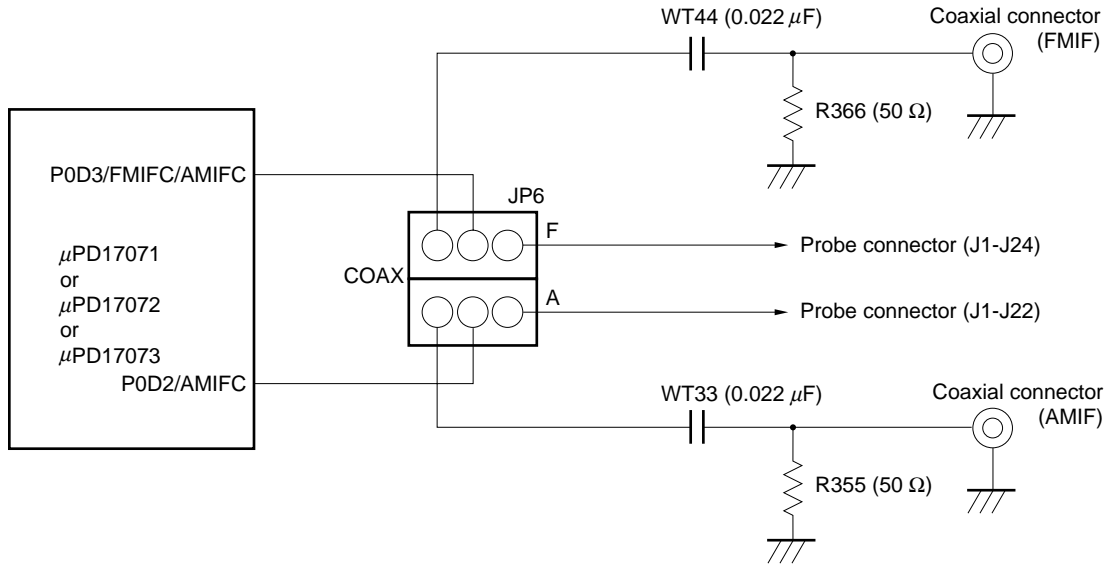 WT44 (0.022 μF)
Coaxial connector
(FMIF)
R366 (50 Ω)
P0D3/FMIFC/AMIFC
JP6
F
Probe connector (J1-J24)
μPD17071
or
μPD17072
or
μPD17073
COAX
A
Probe connector (J1-J22)
P0D2/AMIFC
WT33 (0.022 μF)
Coaxial connector
(AMIF)
R355 (50 Ω)